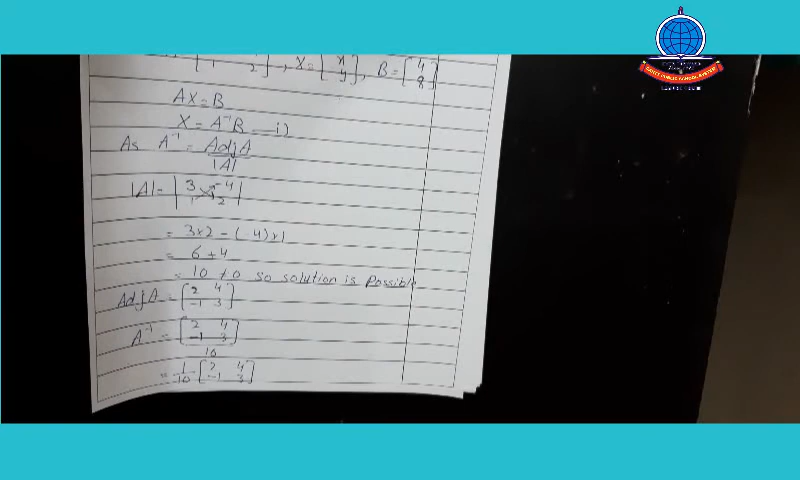 1 2 ], X = [ x y ], B = [ 4 8 ]
AX = B
X = A⁻¹B — i)
As A⁻¹ = Adj A / |A|
|A| = | 3 -4 1 2 |
= 3×2 - ( 4)×1
= 6 + 4
= 10 ≠ 0 so solution is Possible
Adj A = [ 2 4 -1 3 ]
A⁻¹ = [ 2 4 -1 3 ] / 10
= 1/10 [ 2 4 -1 3 ]